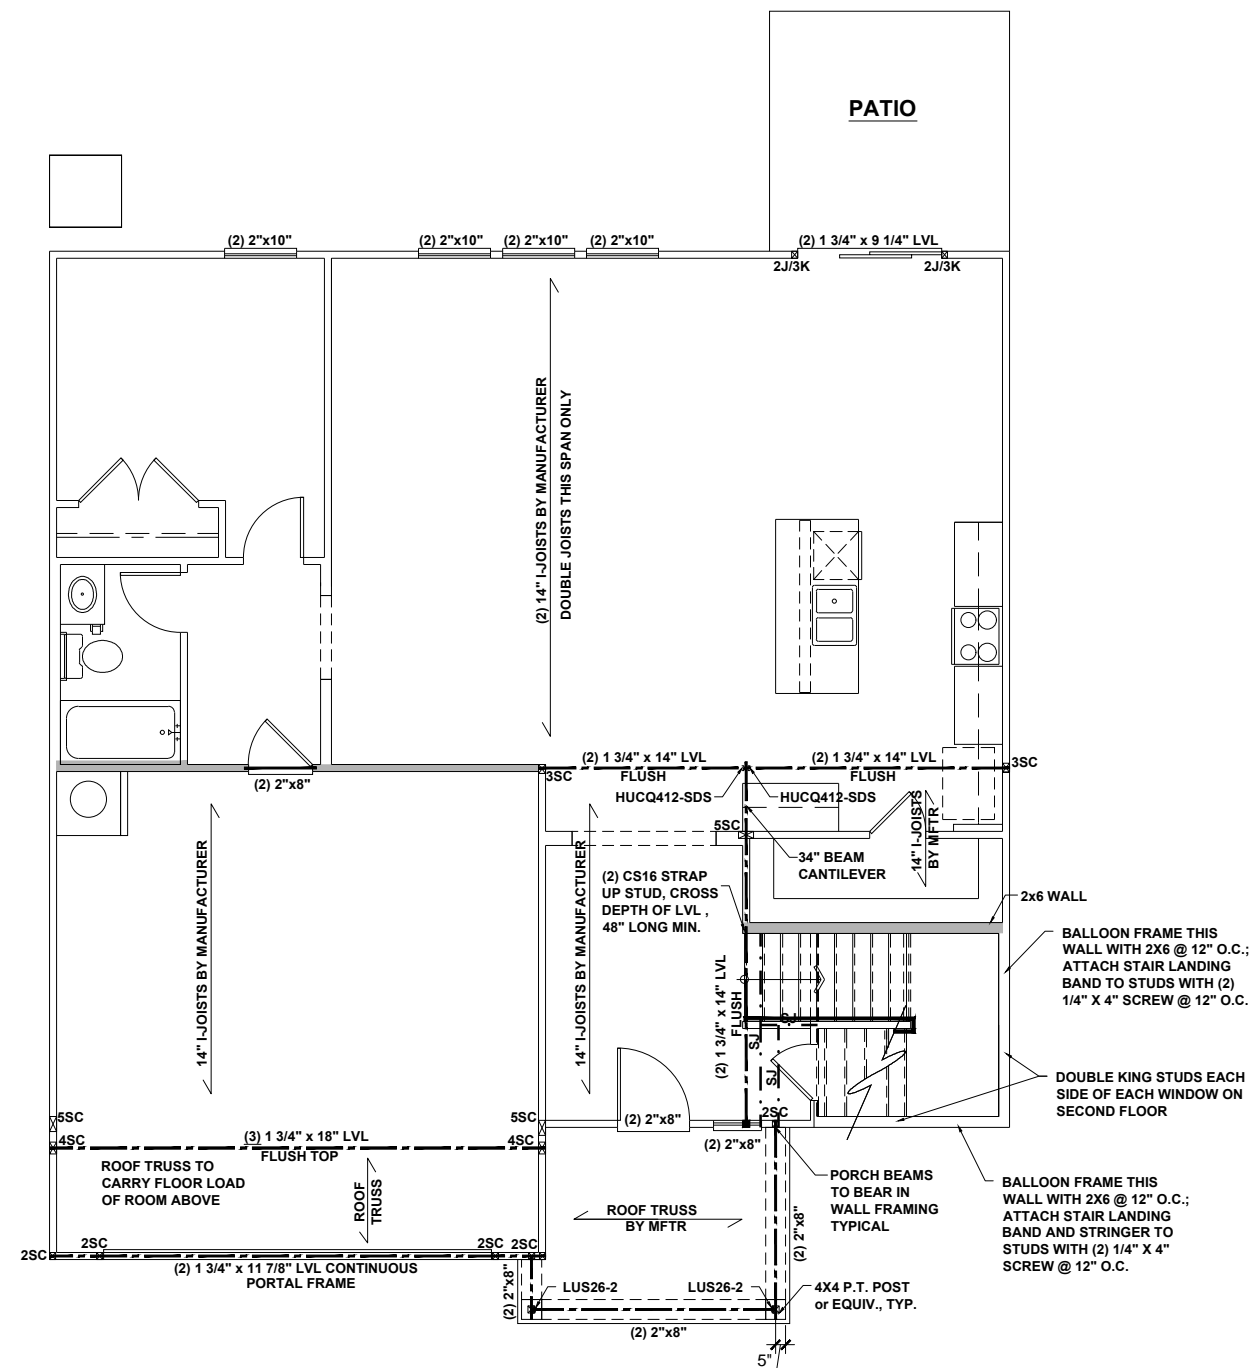 PATIO
(2) 2"x10"
(2) 2"x10"
(2) 2"x10"
(2) 2"x10"
(2) 1 3/4" x 9 1/4" LVL
2J/3K
2J/3K
(2) 14" I-JOISTS BY MANUFACTURER
DOUBLE JOISTS THIS SPAN ONLY
(2) 1 3/4" x 14" LVL
FLUSH
(2) 1 3/4" x 14" LVL
FLUSH
3SC
3SC
(2) 2"x8"
HUCQ412-SDS
HUCQ412-SDS
14" I-JOISTS
BY MFTR
5SC
34" BEAM
CANTILEVER
14" I-JOISTS BY MANUFACTURER
14" I-JOISTS BY MANUFACTURER
(2) CS16 STRAP
UP STUD, CROSS
DEPTH OF LVL ,
48" LONG MIN.
2x6 WALL
BALLOON FRAME THIS
WALL WITH 2X6 @ 12" O.C.;
ATTACH STAIR LANDING
BAND TO STUDS WITH (2)
1/4" X 4" SCREW @ 12" O.C.
(2) 1 3/4" x 14" LVL
FLUSH
SJ
SJ
SJ
DOUBLE KING STUDS EACH
SIDE OF EACH WINDOW ON
SECOND FLOOR
5SC
5SC
4SC
4SC
(3) 1 3/4" x 18" LVL
FLUSH TOP
(2) 2"x8"
2SC
(2) 2"x8"
ROOF TRUSS TO
CARRY FLOOR LOAD
OF ROOM ABOVE
ROOF
TRUSS
ROOF TRUSS
BY MFTR
PORCH BEAMS
TO BEAR IN
WALL FRAMING
TYPICAL
BALLOON FRAME THIS
WALL WITH 2X6 @ 12" O.C.;
ATTACH STAIR LANDING
BAND AND STRINGER TO
STUDS WITH (2) 1/4" X 4"
SCREW @ 12" O.C.
(2) 2"x8"
2SC
2SC
2SC
2SC
(2) 1 3/4" x 11 7/8" LVL CONTINUOUS
PORTAL FRAME
(2) 2"x8"
LUS26-2
LUS26-2
4X4 P.T. POST
or EQUIV., TYP.
(2) 2"x8"
5"